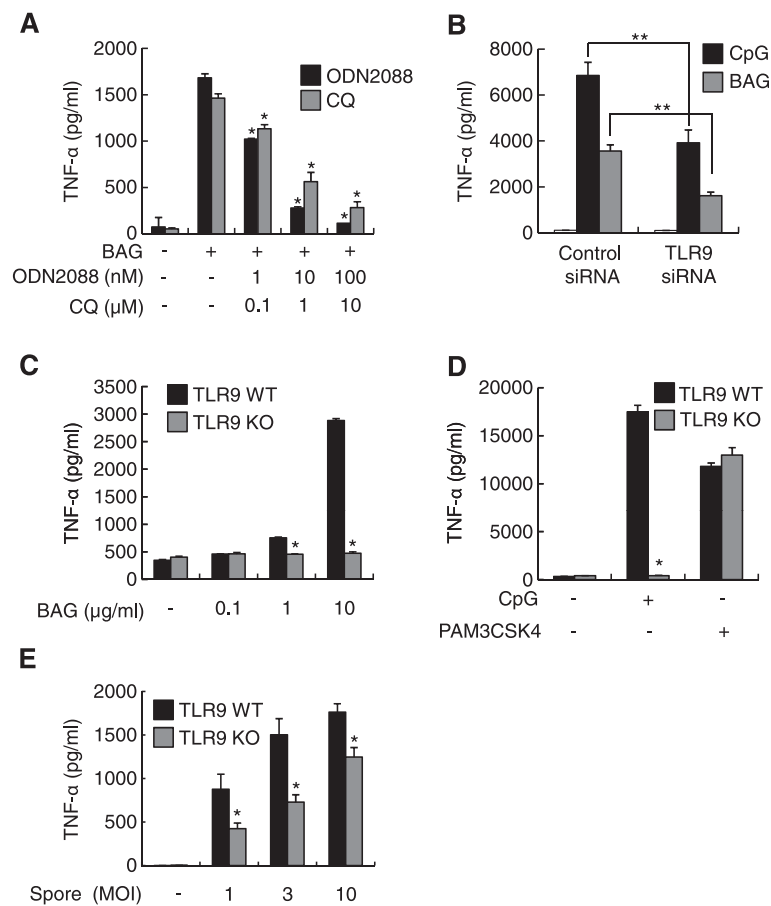 A
TNF-α (pg/ml)
2000
1500
1000
500
0
ODN2088
CQ
* * * * * *
BAG - + + + +
ODN2088 (nM) - - 1 10 100
CQ (μM) - - 0.1 1 10
B
TNF-α (pg/ml)
8000
6000
4000
2000
0
CpG
BAG
**
**
Control siRNA
TLR9 siRNA
C
TNF-α (pg/ml)
3500
3000
2500
2000
1500
1000
500
0
TLR9 WT
TLR9 KO
* *
BAG (μg/ml) - 0.1 1 10
D
TNF-α (pg/ml)
20000
15000
10000
5000
0
TLR9 WT
TLR9 KO
*
CpG - + -
PAM3CSK4 - - +
E
TNF-α (pg/ml)
2000
1500
1000
500
0
TLR9 WT
TLR9 KO
* * *
Spore (MOI) - 1 3 10